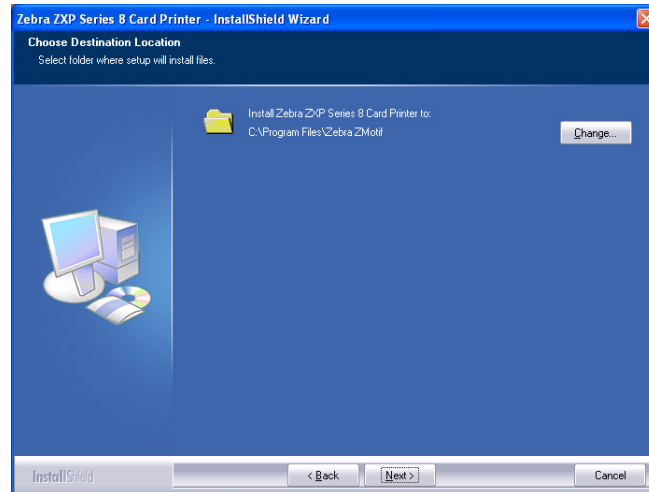 Zebra ZXP Series 8 Card Printer - InstallShield Wizard
Choose Destination Location
Select folder where setup will install files.
Install Zebra ZXP Series 8 Card Printer to:
C:\Program Files\Zebra ZMotif
Change...
InstallShield
< Back
Next >
Cancel